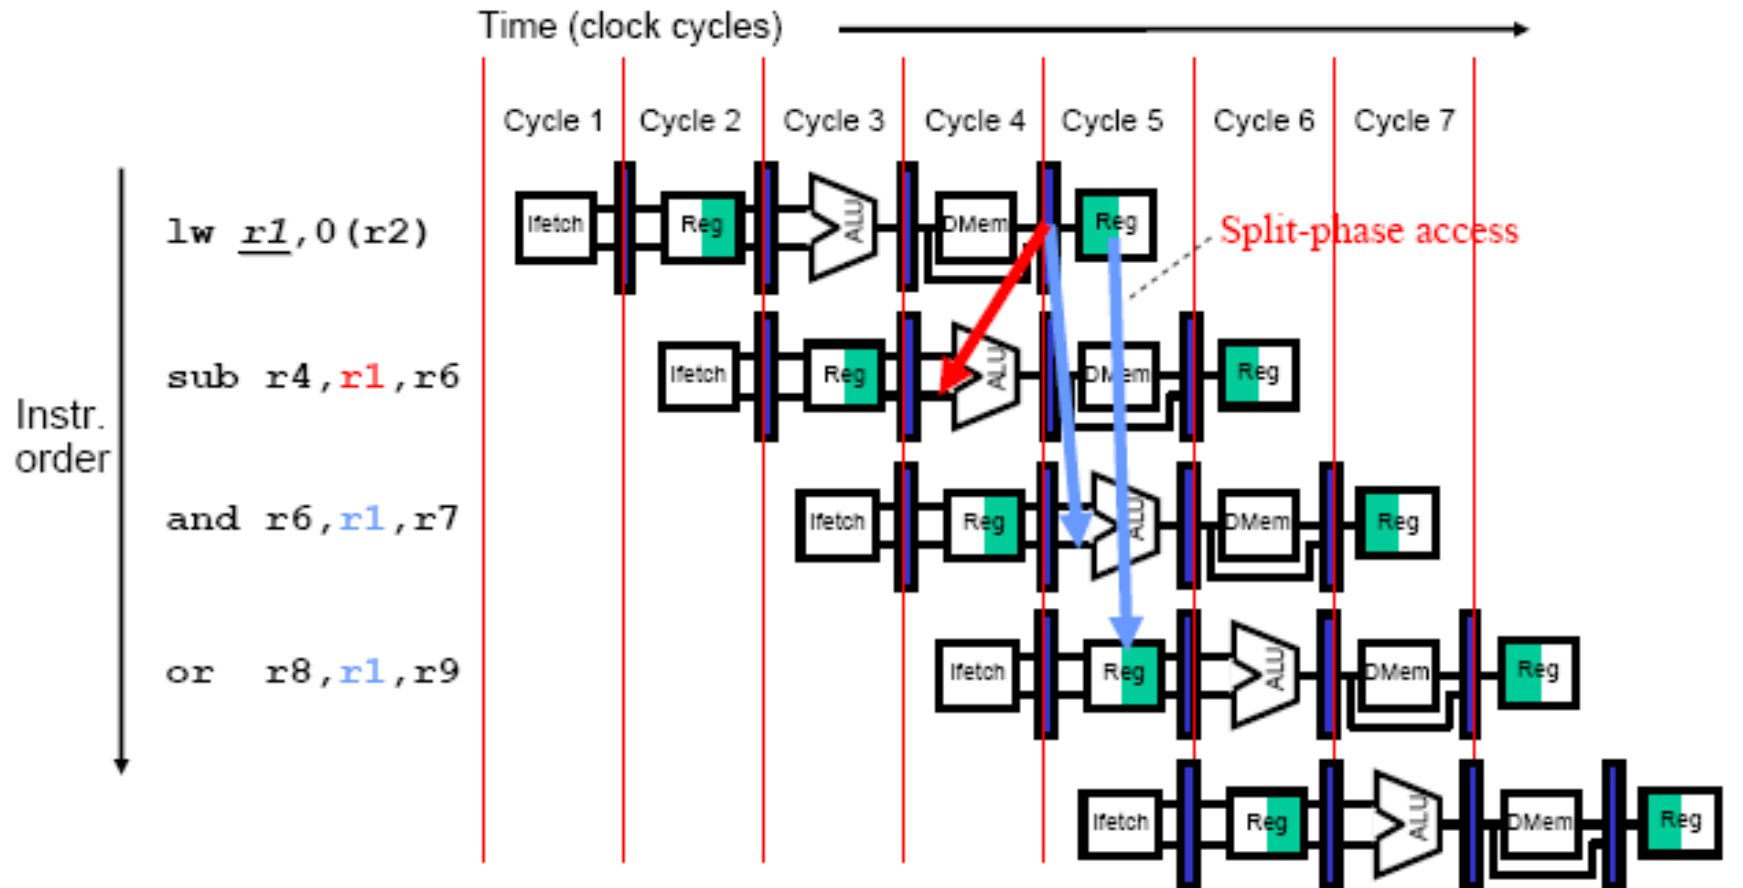 Time (clock cycles)
Cycle 1 Cycle 2 Cycle 3 Cycle 4 Cycle 5 Cycle 6 Cycle 7
lw r1,0(r2) Ifetch Reg ALU DMem Reg
Split-phase access
sub r4,r1,r6 Ifetch Reg ALU DMem Reg
Instr.
order
and r6,r1,r7 Ifetch Reg ALU DMem Reg
or r8,r1,r9 Ifetch Reg ALU DMem Reg
Ifetch Reg ALU DMem Reg